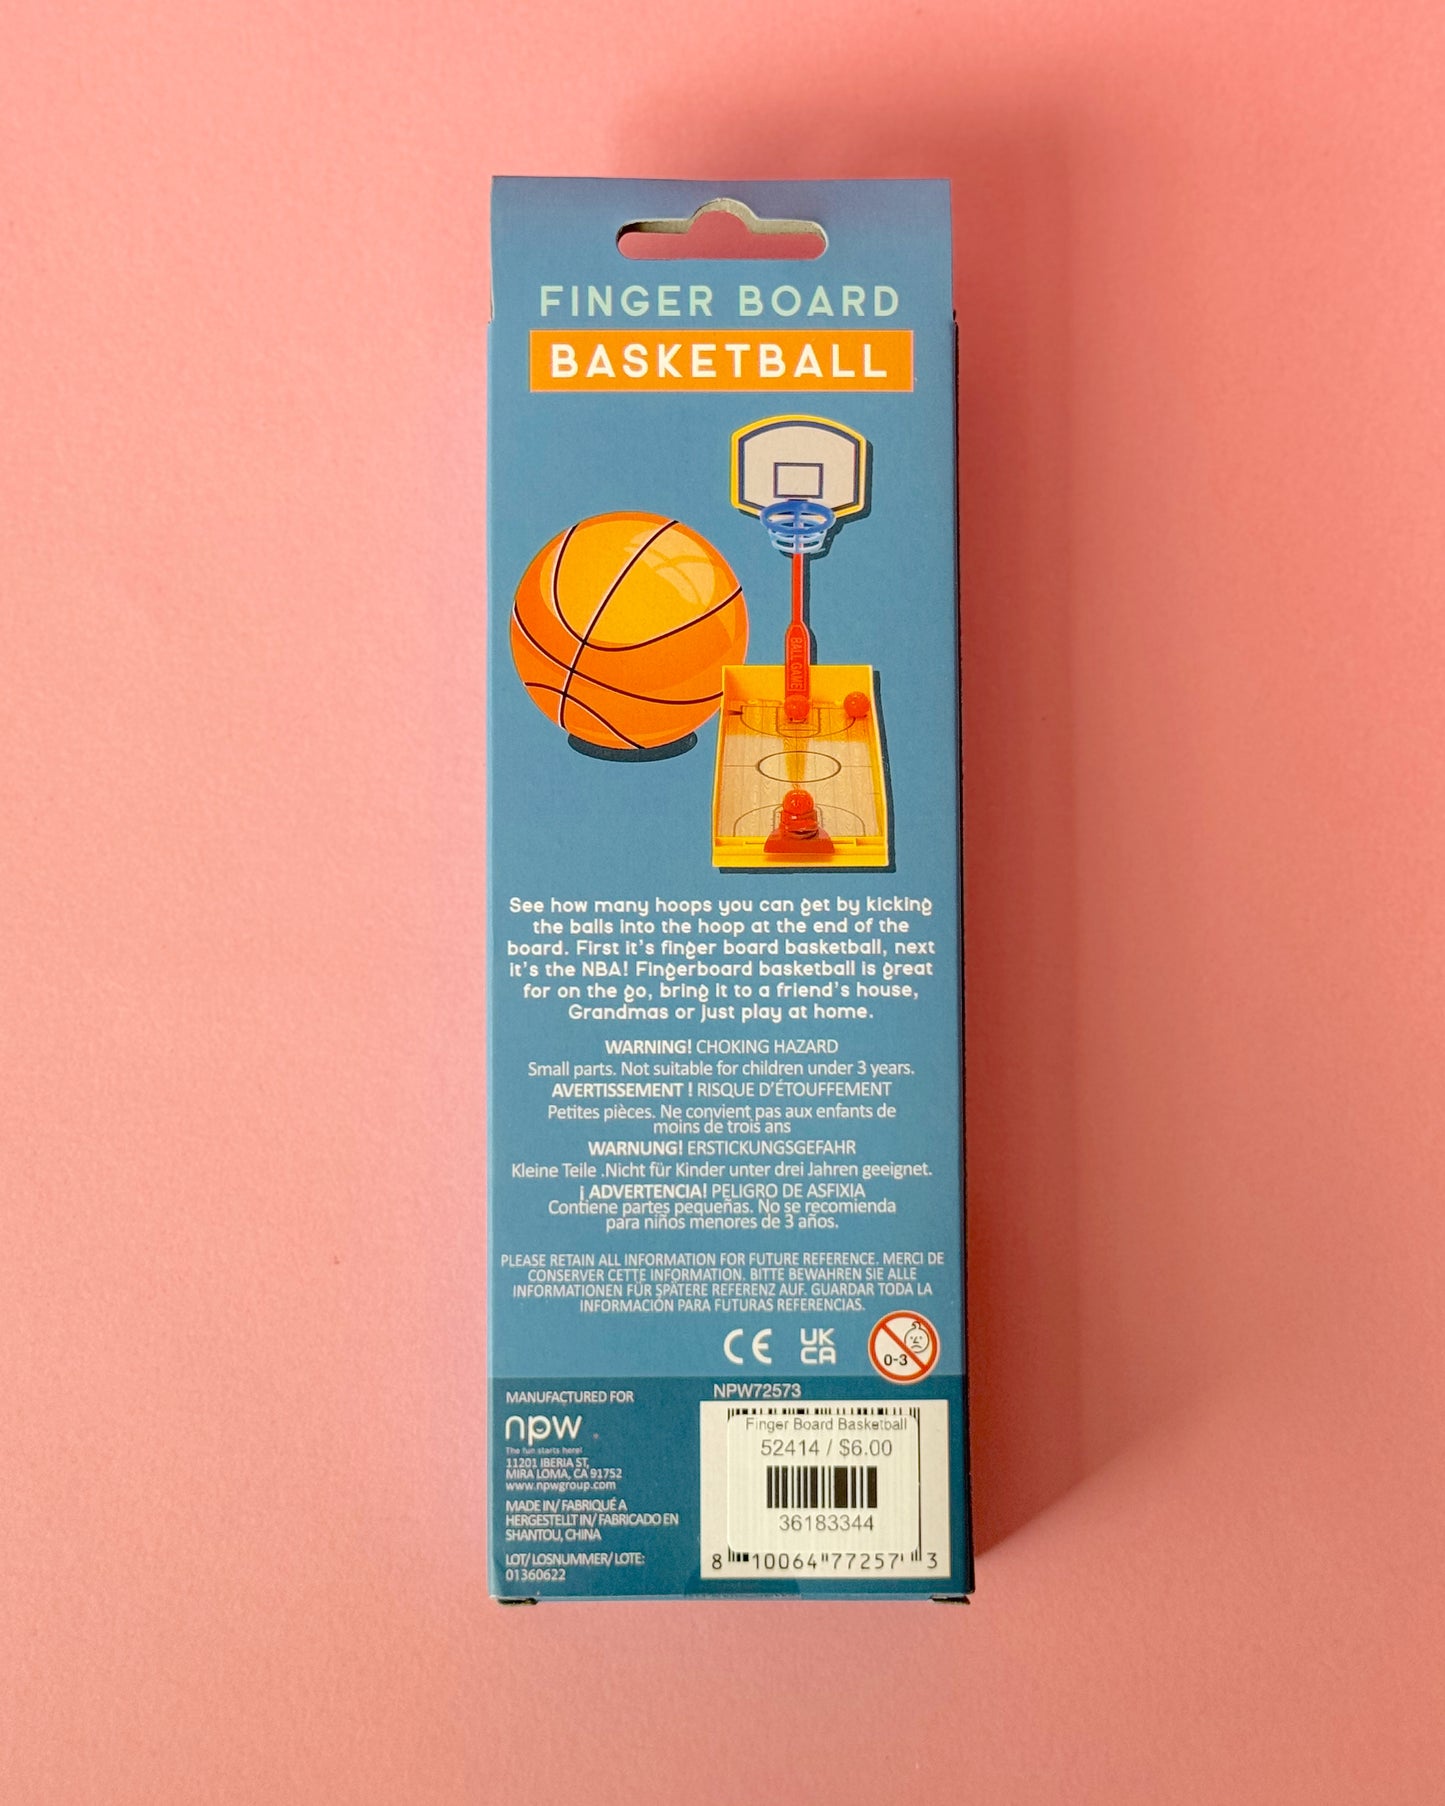 FINGER BOARD
BASKETBALL
BALL GAME
See how many hoops you can get by kicking
the balls into the hoop at the end of the
board. First it's finger board basketball, next
it's the NBA! Fingerboard basketball is great
for on the go, bring it to a friend's house,
Grandmas or just play at home.
WARNING! CHOKING HAZARD
Small parts. Not suitable for children under 3 years.
AVERTISSEMENT ! RISQUE D'ÉTOUFFEMENT
Petites pièces. Ne convient pas aux enfants de
moins de trois ans
WARNUNG! ERSTICKUNGSGEFAHR
Kleine Teile .Nicht für Kinder unter drei Jahren geeignet.
¡ ADVERTENCIA! PELIGRO DE ASFIXIA
Contiene partes pequeñas. No se recomienda
para niños menores de 3 años.
PLEASE RETAIN ALL INFORMATION FOR FUTURE REFERENCE. MERCI DE
CONSERVER CETTE INFORMATION. BITTE BEWAHREN SIE ALLE
INFORMATIONEN FÜR SPÄTERE REFERENZ AUF. GUARDAR TODA LA
INFORMACIÓN PARA FUTURAS REFERENCIAS.
CE
UK
CA
0-3
MANUFACTURED FOR
npw
The fun starts here!
11201 IBERIA ST,
MIRA LOMA, CA 91752
www.npwgroup.com
MADE IN/ FABRIQUÉ A
HERGESTELLT IN/ FABRICADO EN
SHANTOU, CHINA
LOT/ LOSNUMMER/ LOTE:
01360622
NPW72573
Finger Board Basketball
52414 / $6.00
36183344
8 10064 77257 3